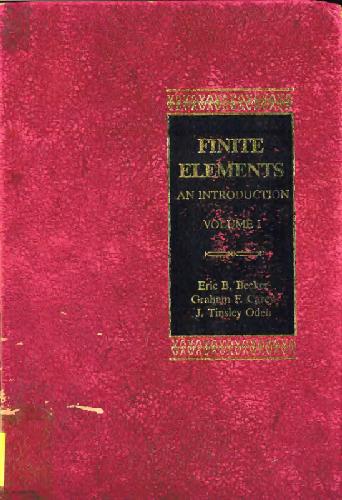 FINITE
ELEMENTS
AN INTRODUCTION
VOLUME I
Eric B. Becker
Graham F. Carey
J. Tinsley Oden